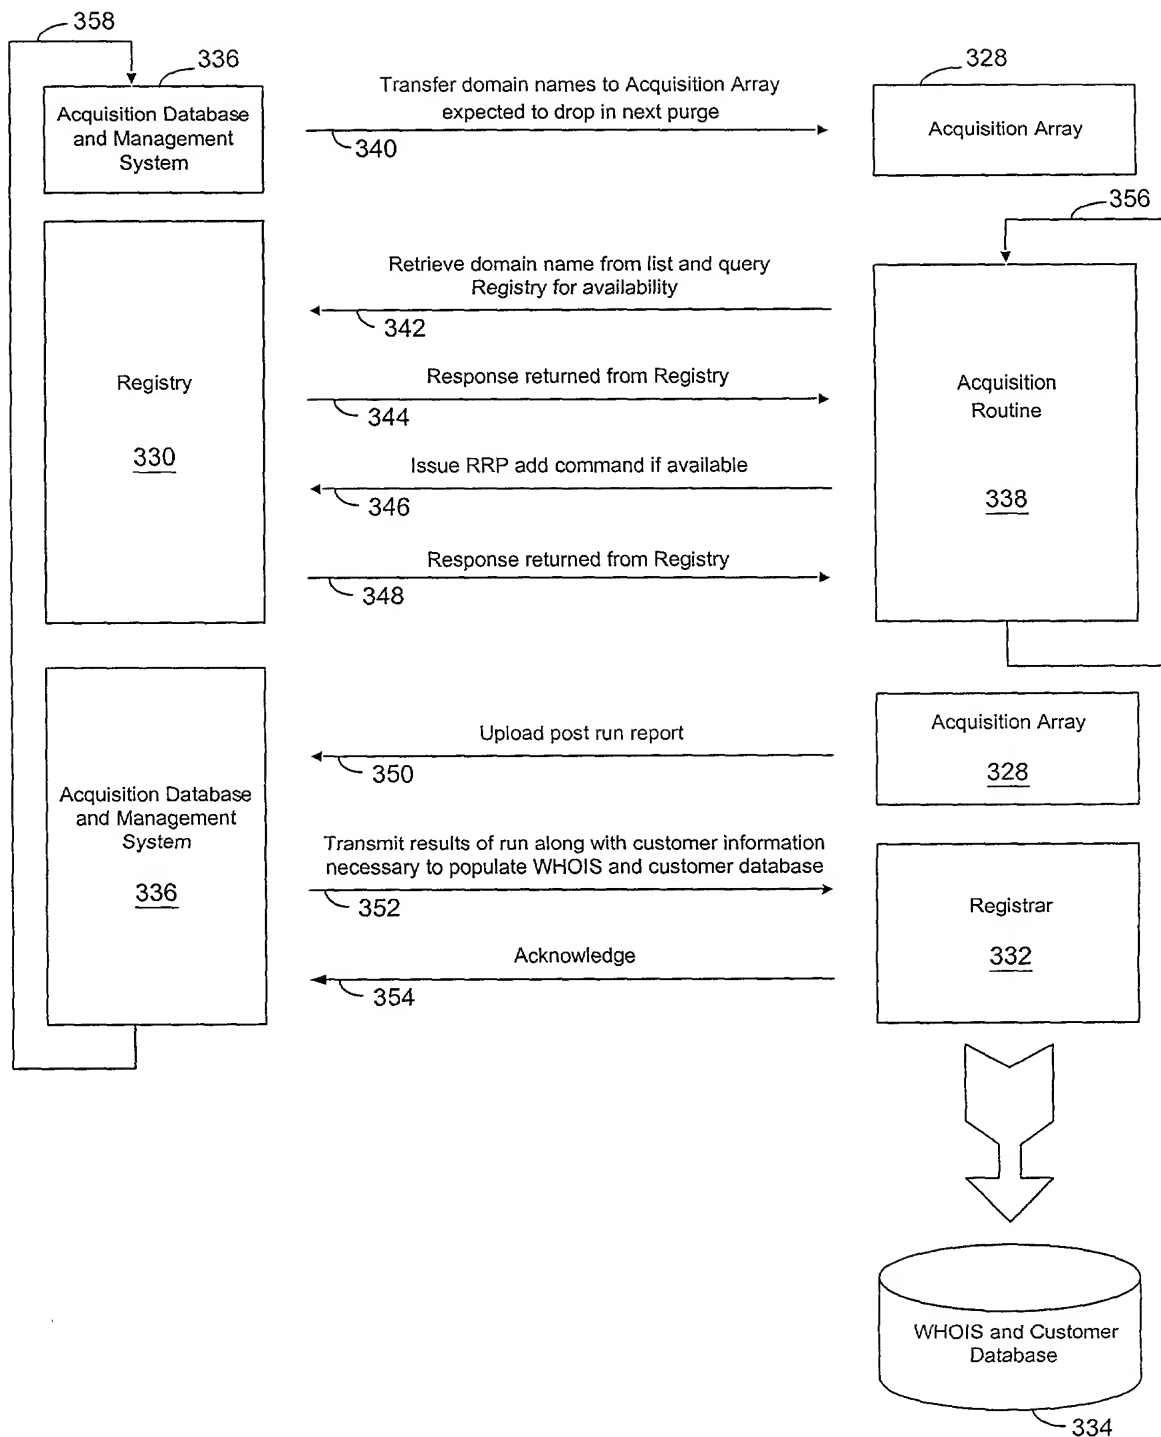 358
336
328
Acquisition Database
and Management
System
Transfer domain names to Acquisition Array
expected to drop in next purge
340
Acquisition Array
356
Retrieve domain name from list and query
Registry for availability
342
Registry
330
Response returned from Registry
344
Acquisition
Routine
338
Issue RRP add command if available
346
Response returned from Registry
348
Upload post run report
350
Acquisition Array
328
Acquisition Database
and Management
System
336
Transmit results of run along with customer information
necessary to populate WHOIS and customer database
352
Registrar
332
Acknowledge
354
WHOIS and Customer
Database
334